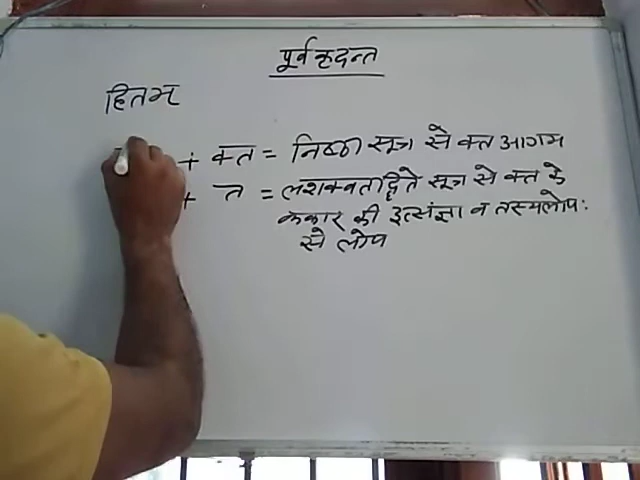 पूर्वकृदन्त
हितम्
+ क्त = निष्ठा सूत्र से क्त आगम
+ त = लशक्वतद्धिते सूत्र से क्त के
ककार की इत्संज्ञा व तस्यलोपः
से लोप